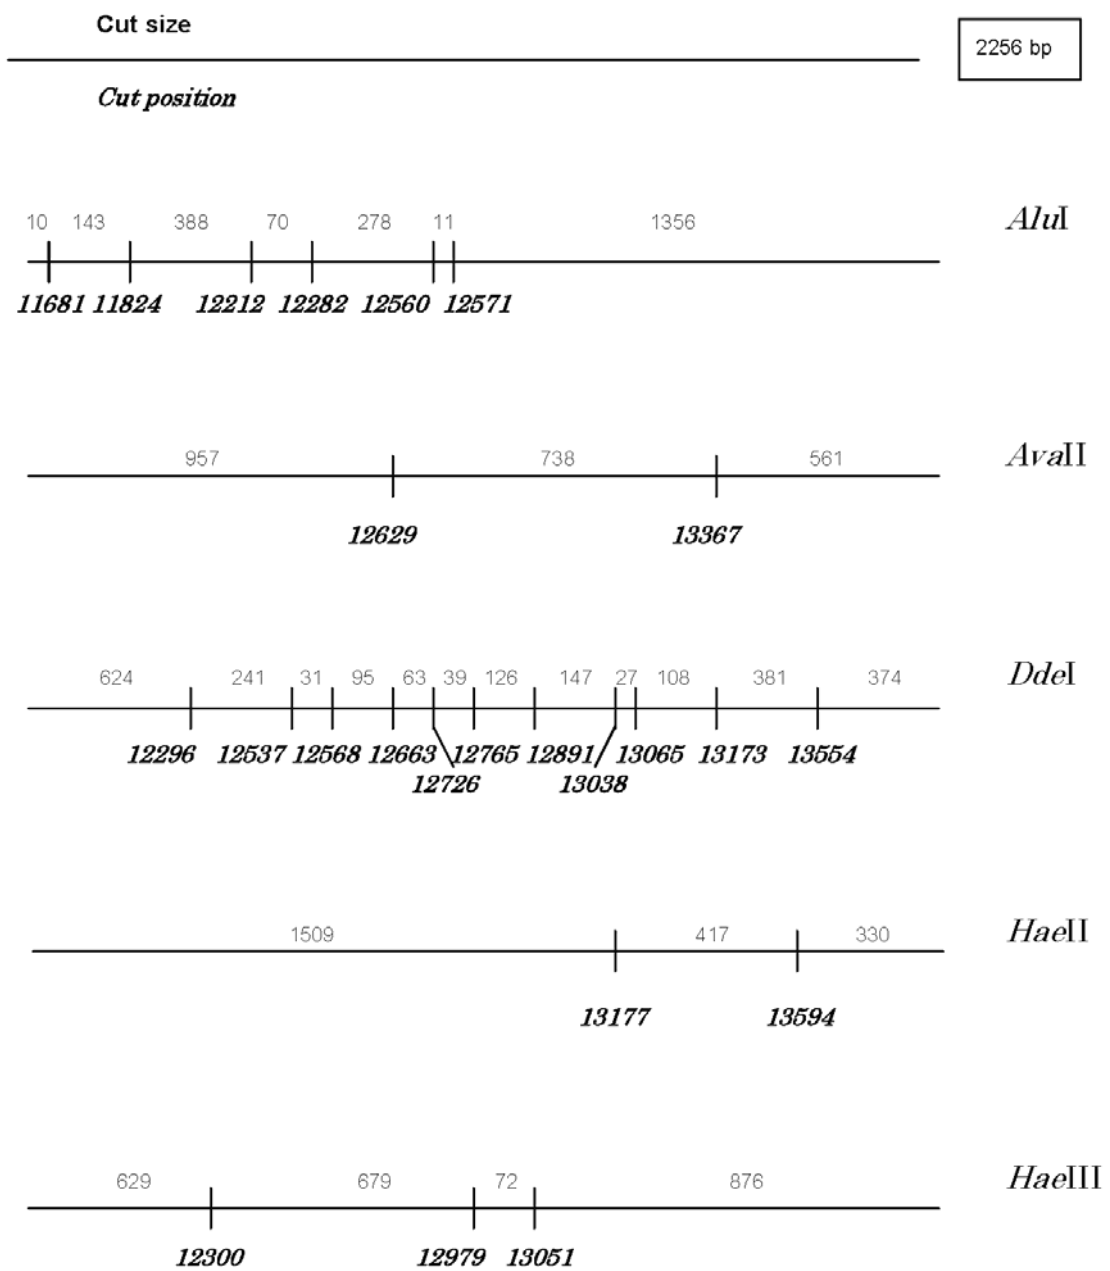 Cut size
2256 bp
Cut position
10 143 388 70 278 11 1356 AluI
11681 11824 12212 12282 12560 12571
957 738 561 AvaII
12629 13367
624 241 31 95 63 39 126 147 27 108 381 374 DdeI
12296 12537 12568 12663 12765 12891 13065 13173 13554
12726 13038
1509 417 330 HaeII
13177 13594
629 679 72 876 HaeIII
12300 12979 13051